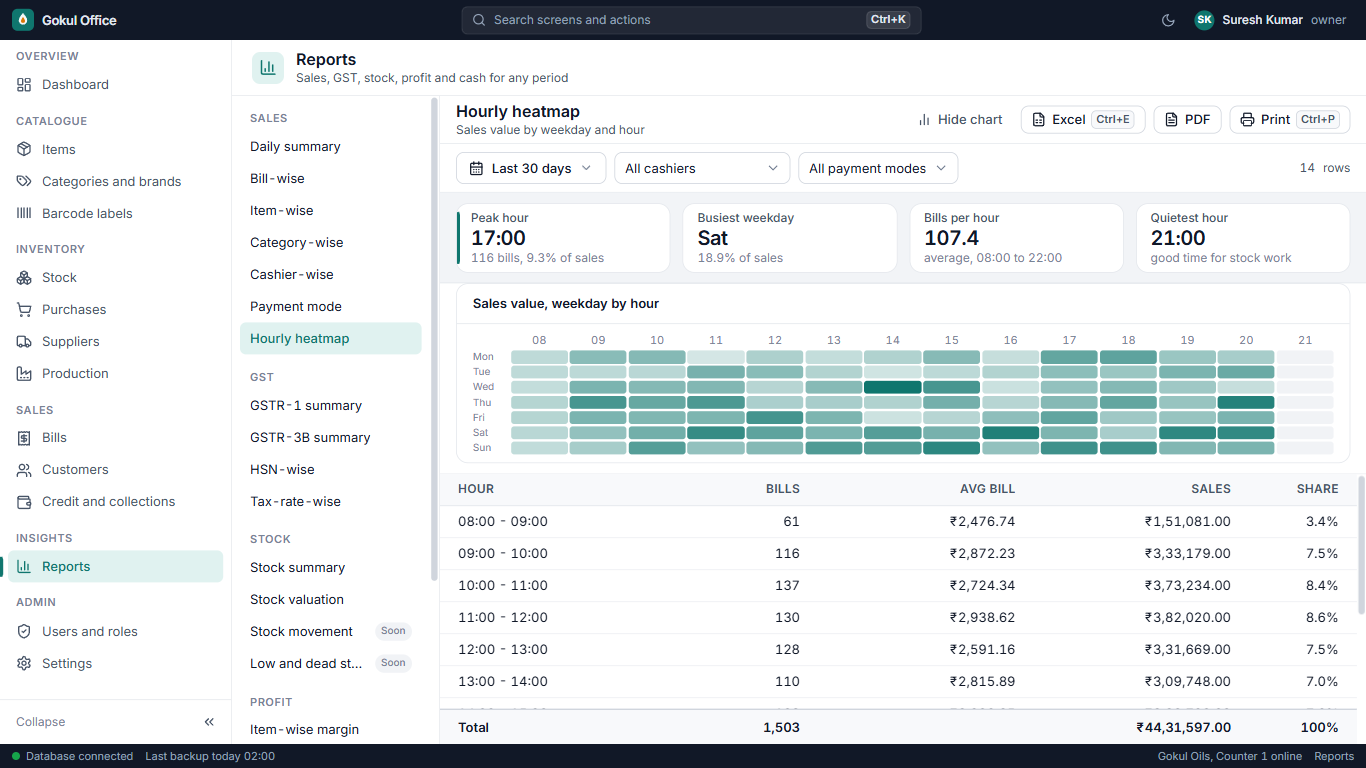 Gokul Office
Search screens and actions Ctrl+K
SK Suresh Kumar owner
OVERVIEW
Dashboard
CATALOGUE
Items
Categories and brands
Barcode labels
INVENTORY
Stock
Purchases
Suppliers
Production
SALES
Bills
Customers
Credit and collections
INSIGHTS
Reports
ADMIN
Users and roles
Settings
Collapse
Reports
Sales, GST, stock, profit and cash for any period
SALES
Daily summary
Bill-wise
Item-wise
Category-wise
Cashier-wise
Payment mode
Hourly heatmap
GST
GSTR-1 summary
GSTR-3B summary
HSN-wise
Tax-rate-wise
STOCK
Stock summary
Stock valuation
Stock movement Soon
Low and dead st... Soon
PROFIT
Item-wise margin
Hourly heatmap
Sales value by weekday and hour
Hide chart Excel Ctrl+E PDF Print Ctrl+P
Last 30 days All cashiers All payment modes 14 rows
Peak hour
17:00
116 bills, 9.3% of sales
Busiest weekday
Sat
18.9% of sales
Bills per hour
107.4
average, 08:00 to 22:00
Quietest hour
21:00
good time for stock work
Sales value, weekday by hour
08 09 10 11 12 13 14 15 16 17 18 19 20 21
Mon
Tue
Wed
Thu
Fri
Sat
Sun
HOUR BILLS AVG BILL SALES SHARE
08:00 - 09:00 61 ₹2,476.74 ₹1,51,081.00 3.4%
09:00 - 10:00 116 ₹2,872.23 ₹3,33,179.00 7.5%
10:00 - 11:00 137 ₹2,724.34 ₹3,73,234.00 8.4%
11:00 - 12:00 130 ₹2,938.62 ₹3,82,020.00 8.6%
12:00 - 13:00 128 ₹2,591.16 ₹3,31,669.00 7.5%
13:00 - 14:00 110 ₹2,815.89 ₹3,09,748.00 7.0%
Total 1,503 ₹44,31,597.00 100%
Database connected Last backup today 02:00
Gokul Oils, Counter 1 online Reports